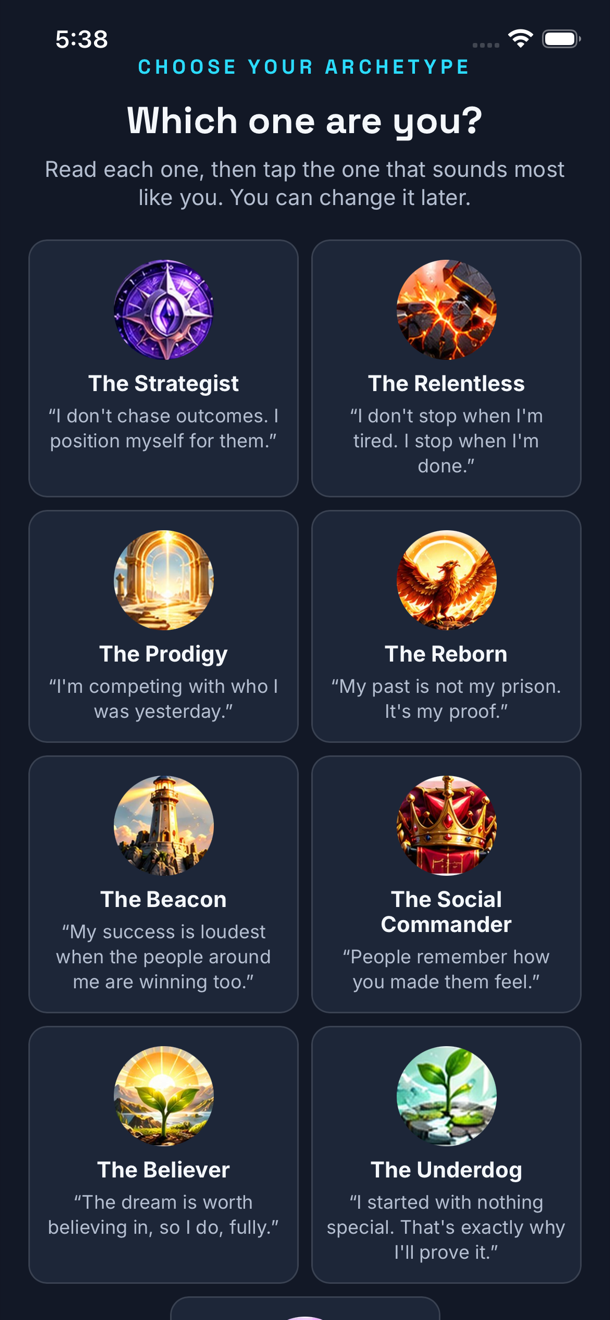 5:38
CHOOSE YOUR ARCHETYPE
Which one are you?
Read each one, then tap the one that sounds most
like you. You can change it later.
The Strategist
“I don't chase outcomes. I
position myself for them.”
The Relentless
“I don't stop when I'm
tired. I stop when I'm
done.”
The Prodigy
“I'm competing with who I
was yesterday.”
The Reborn
“My past is not my prison.
It's my proof.”
The Beacon
“My success is loudest
when the people around
me are winning too.”
The Social
Commander
“People remember how
you made them feel.”
The Believer
“The dream is worth
believing in, so I do, fully.”
The Underdog
“I started with nothing
special. That's exactly why
I'll prove it.”